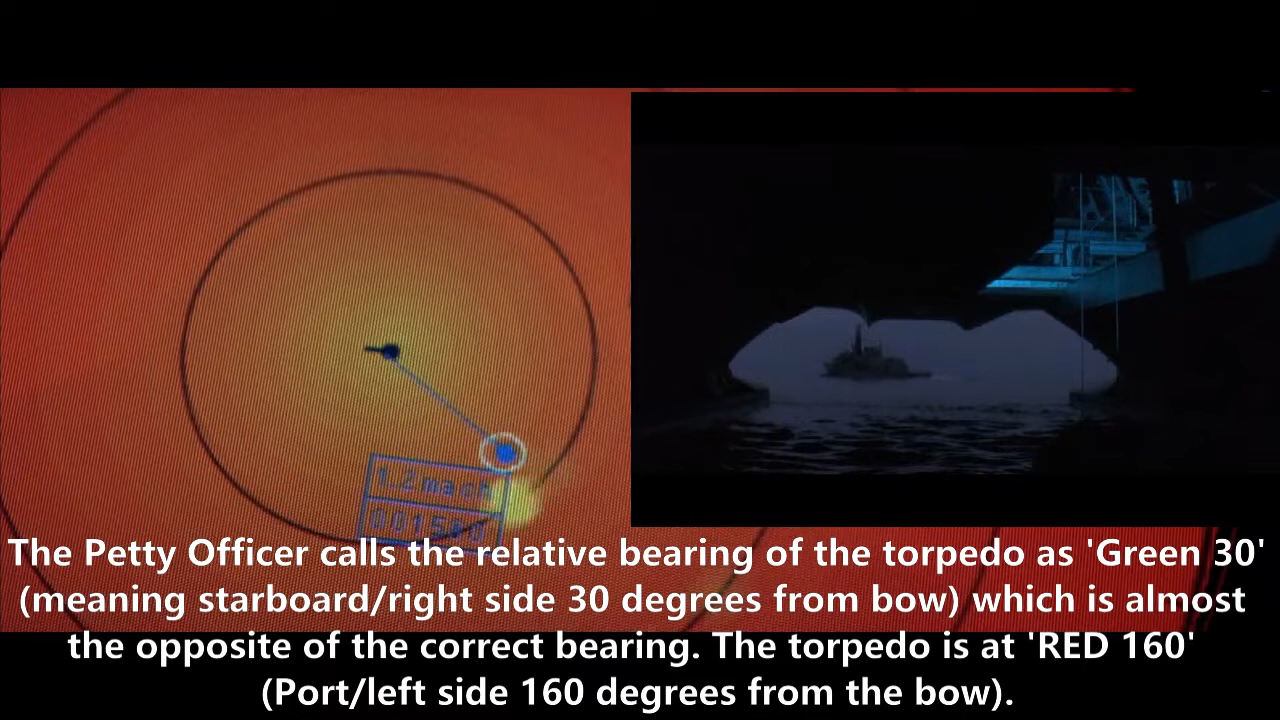 1.2 mach
The Petty Officer calls the relative bearing of the torpedo as 'Green 30'
(meaning starboard/right side 30 degrees from bow) which is almost
the opposite of the correct bearing. The torpedo is at 'RED 160'
(Port/left side 160 degrees from the bow).